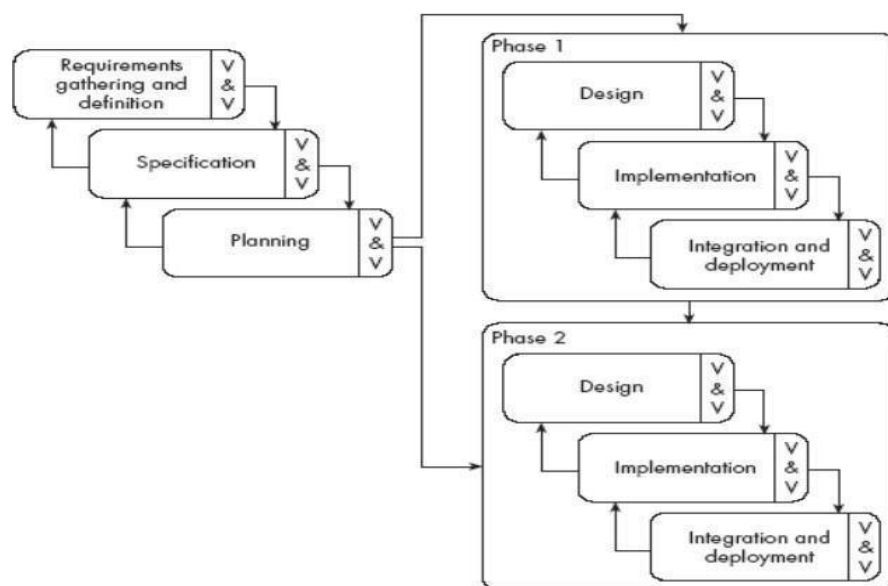 Requirements
gathering and
definition
V
&
V
Specification
V
&
V
Planning
V
&
V
Phase 1
Design
V
&
V
Implementation
V
&
V
Integration and
deployment
V
&
V
Phase 2
Design
V
&
V
Implementation
V
&
V
Integration and
deployment
V
&
V